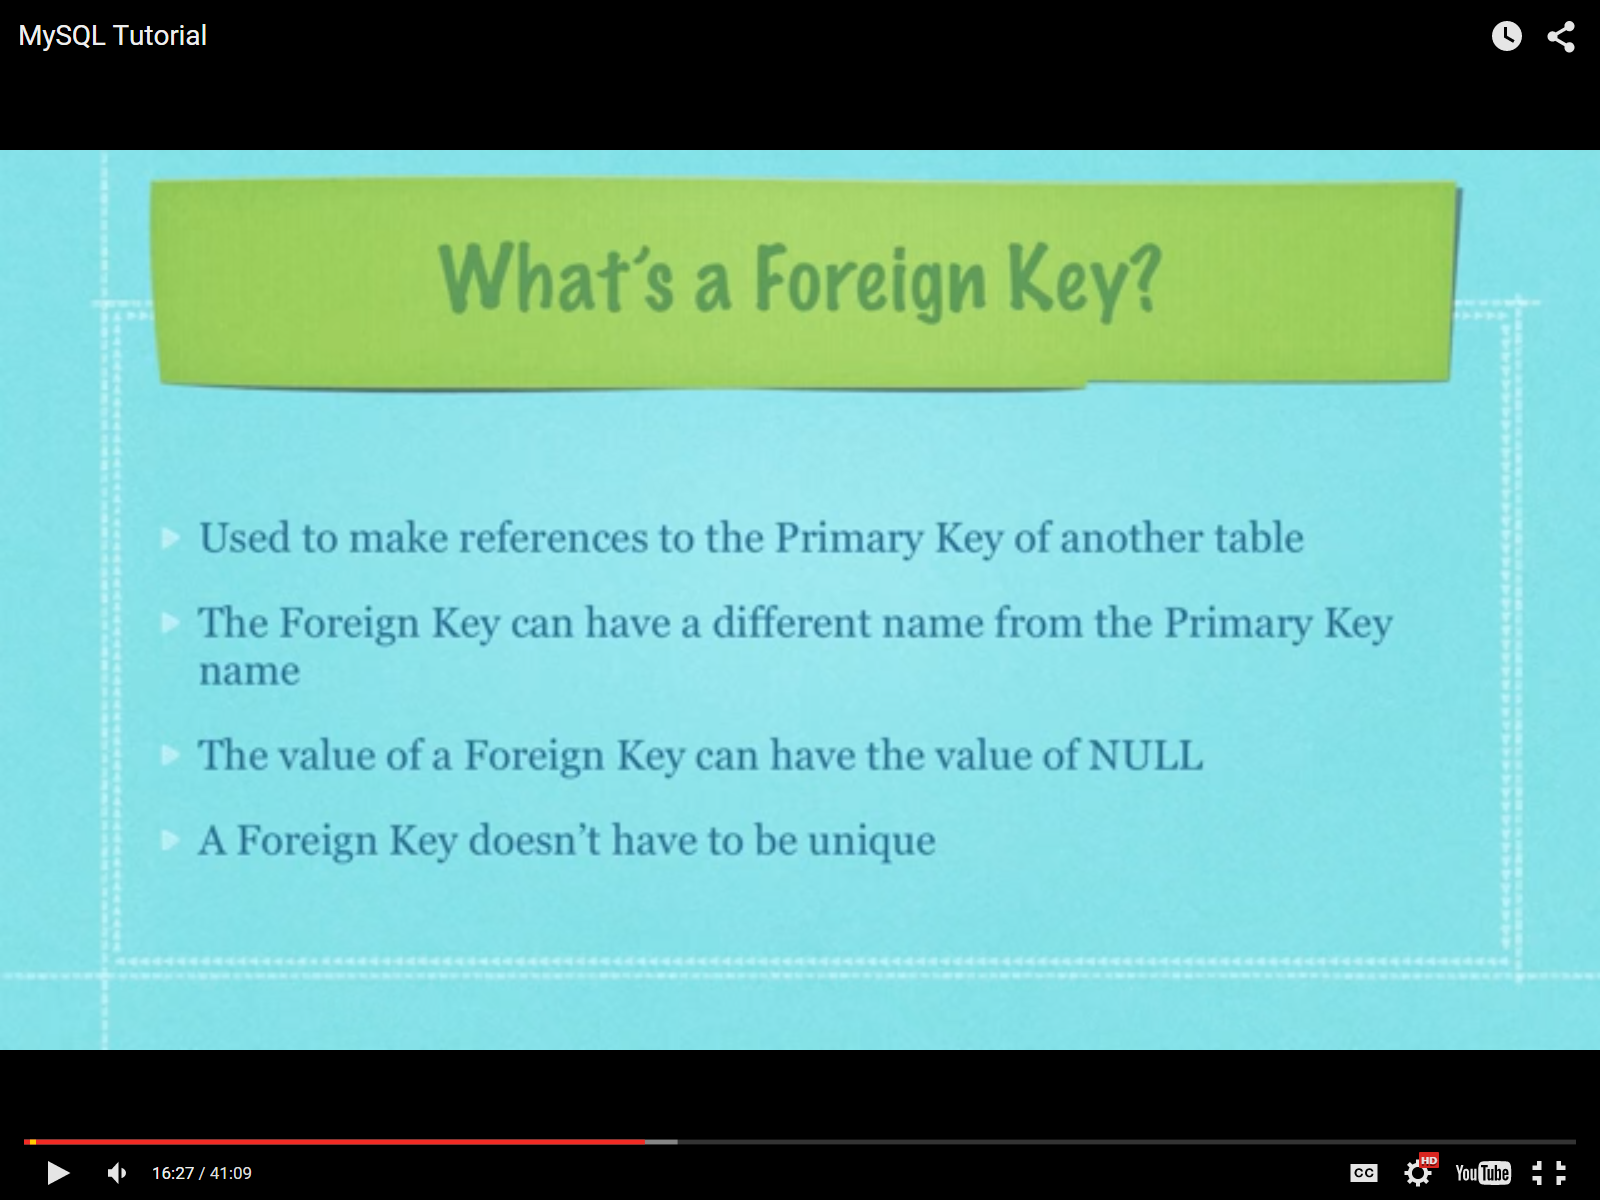 MySQL Tutorial
What's a Foreign Key?
Used to make references to the Primary Key of another table
The Foreign Key can have a different name from the Primary Key
name
The value of a Foreign Key can have the value of NULL
A Foreign Key doesn't have to be unique
16:27 / 41:09
CC
HD
YouTube